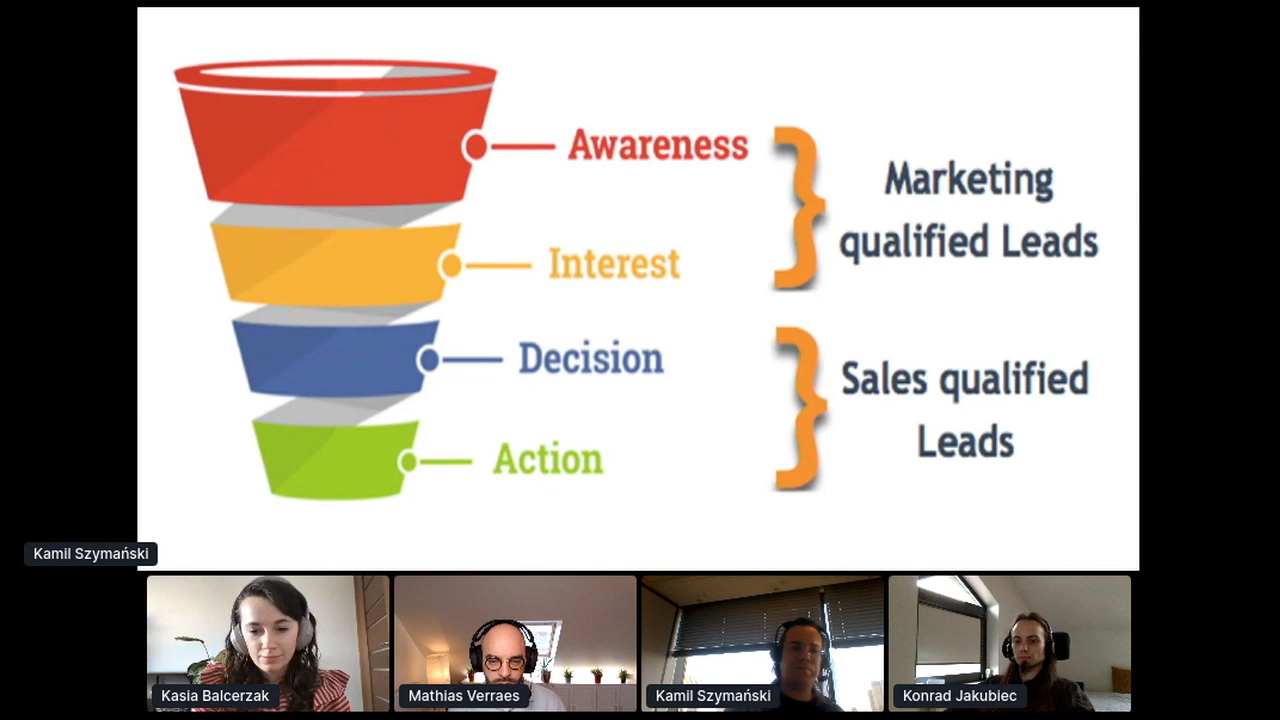 Awareness
Marketing
qualified Leads
Interest
Decision
Sales qualified
Leads
Action
Kamil Szymański
Kasia Balcerzak
Mathias Verraes
Kamil Szymański
Konrad Jakubiec